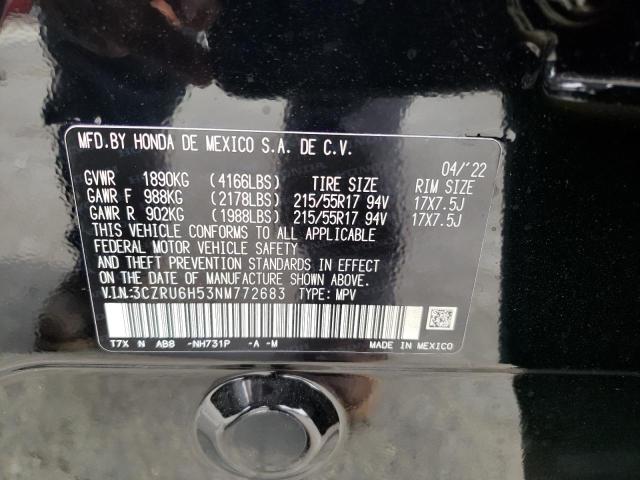 MFD.BY HONDA DE MEXICO S.A. DE C.V.
04/'22
GVWR 1890KG (4166LBS) TIRE SIZE RIM SIZE
GAWR F 988KG (2178LBS) 215/55R17 94V 17X7.5J
GAWR R 902KG (1988LBS) 215/55R17 94V 17X7.5J
THIS VEHICLE CONFORMS TO ALL APPLICABLE
FEDERAL MOTOR VEHICLE SAFETY
AND THEFT PREVENTION STANDARDS IN EFFECT
ON THE DATE OF MANUFACTURE SHOWN ABOVE.
V.I.N:3CZRU6H53NM772683 TYPE: MPV
T7X N AB8 -NH731P -A -M MADE IN MEXICO